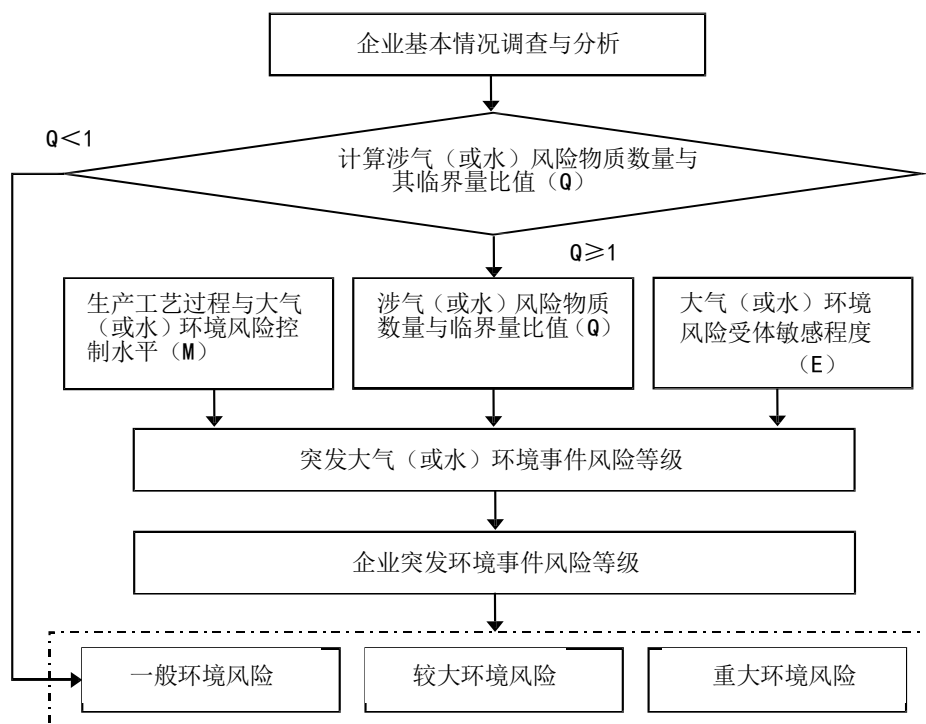 企业基本情况调查与分析
Q＜1
计算涉气（或水）风险物质数量与
其临界量比值（Q）
Q≥1
生产工艺过程与大气
（或水）环境风险控
制水平（M）
涉气（或水）风险物质
数量与临界量比值（Q）
大气（或水）环境
风险受体敏感程度
（E）
突发大气（或水）环境事件风险等级
企业突发环境事件风险等级
一般环境风险
较大环境风险
重大环境风险